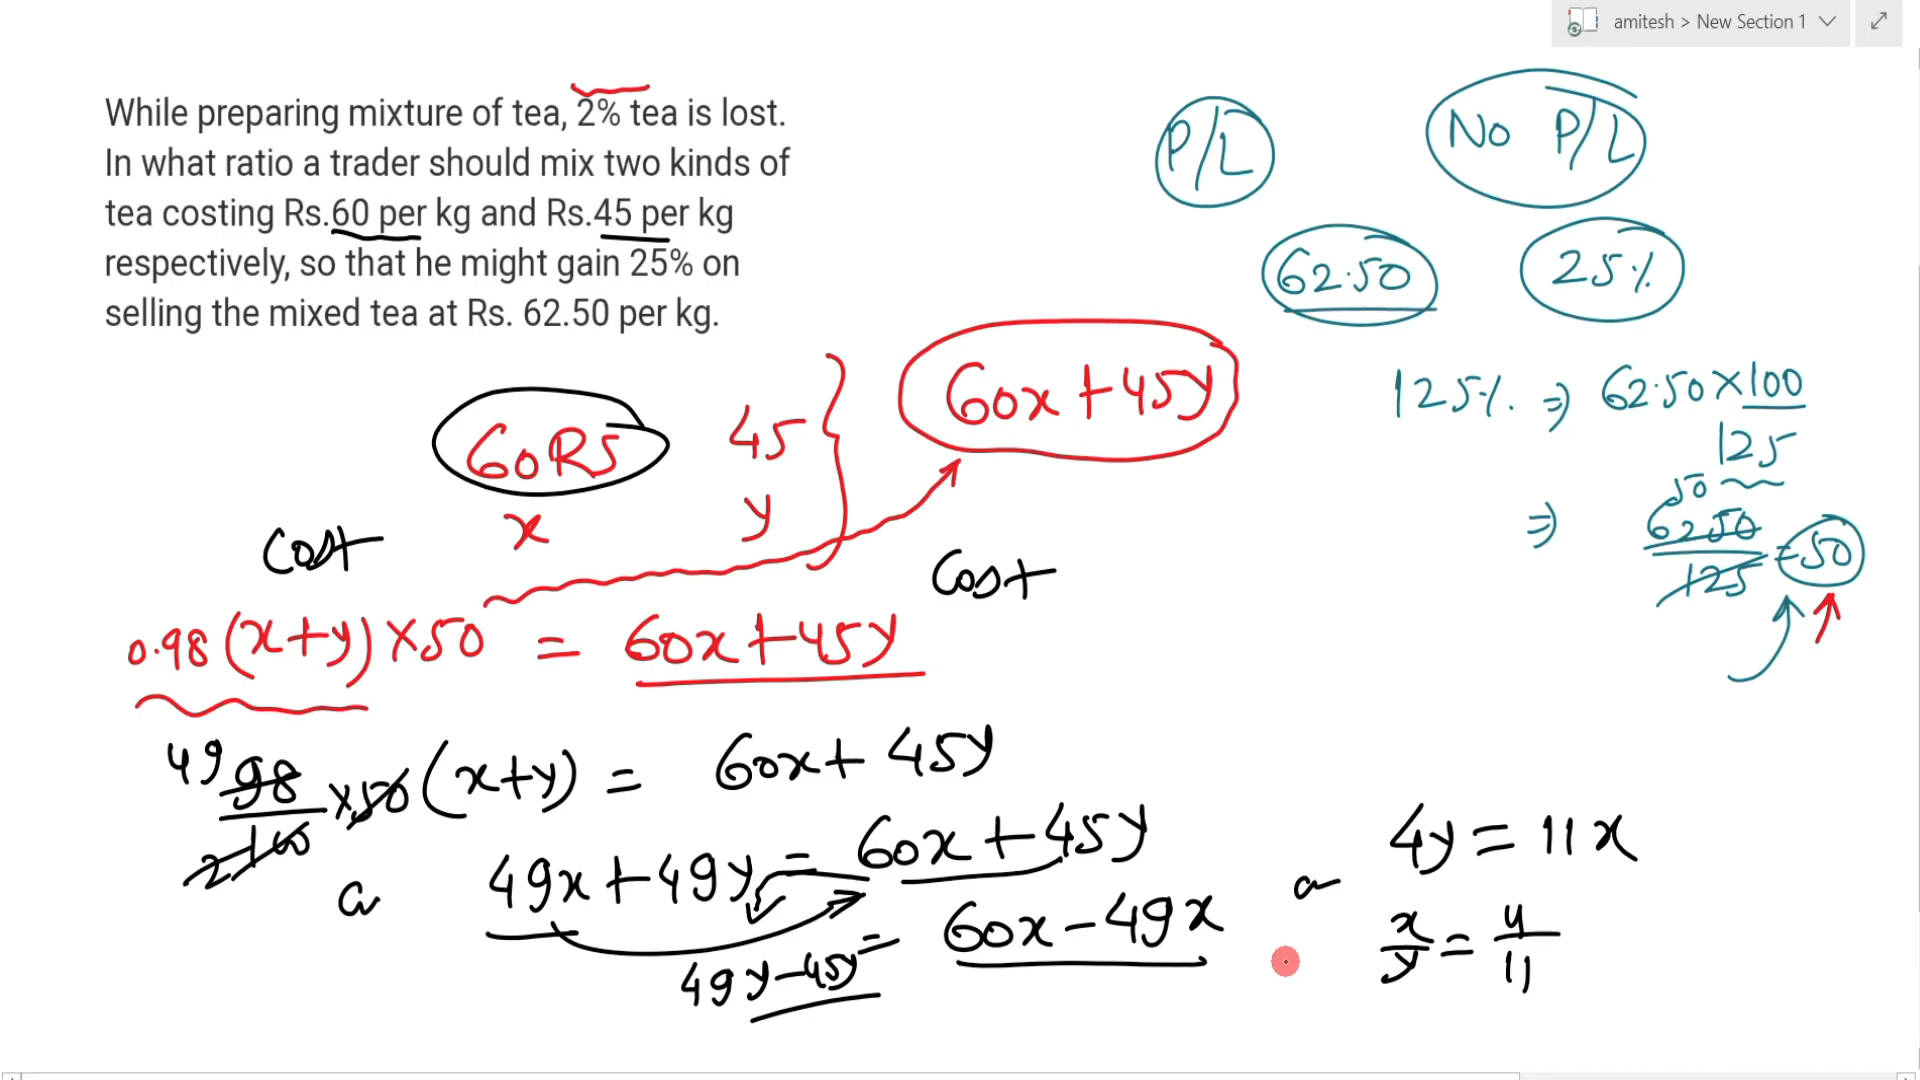 amitesh > New Section 1
While preparing mixture of tea, 2% tea is lost.
In what ratio a trader should mix two kinds of
tea costing Rs.60 per kg and Rs.45 per kg
respectively, so that he might gain 25% on
selling the mixed tea at Rs. 62.50 per kg.
P/L
No P/L
62.50
25%
125% ⇒ 62.50×100
125
50
⇒ 6250 = 50
125
60RS 45
x y
60x+45y
Cost
Cost
0.98(x+y)×50 = 60x+45y
49 98 ×50(x+y) = 60x+45y
2 100
49x+49y = 60x+45y
49y-45y = 60x-49x
4y = 11x
x = 4
y 11